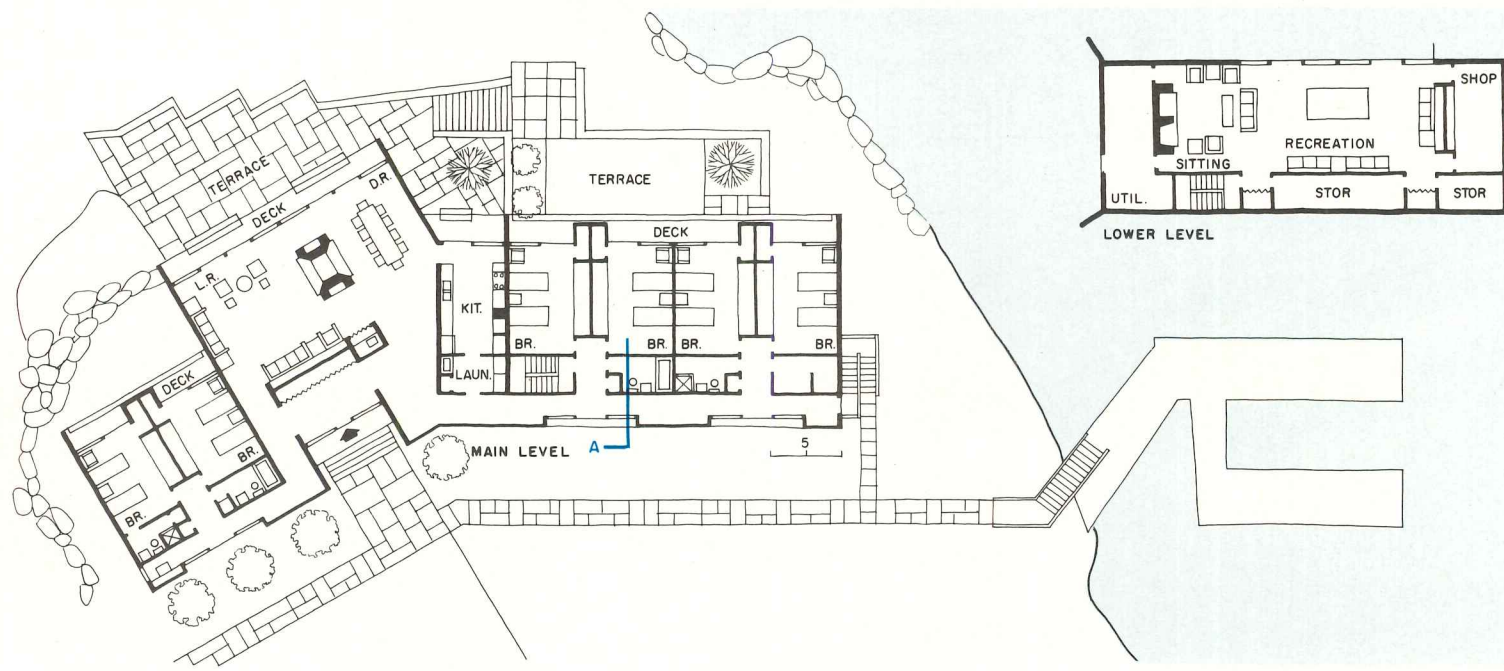 TERRACE
DECK
D.R.
L.R.
KIT.
LAUN.
TERRACE
DECK
BR.
BR.
BR.
BR.
DECK
BR.
BR.
MAIN LEVEL
A
5
SHOP
RECREATION
SITTING
UTIL.
STOR
STOR
LOWER LEVEL